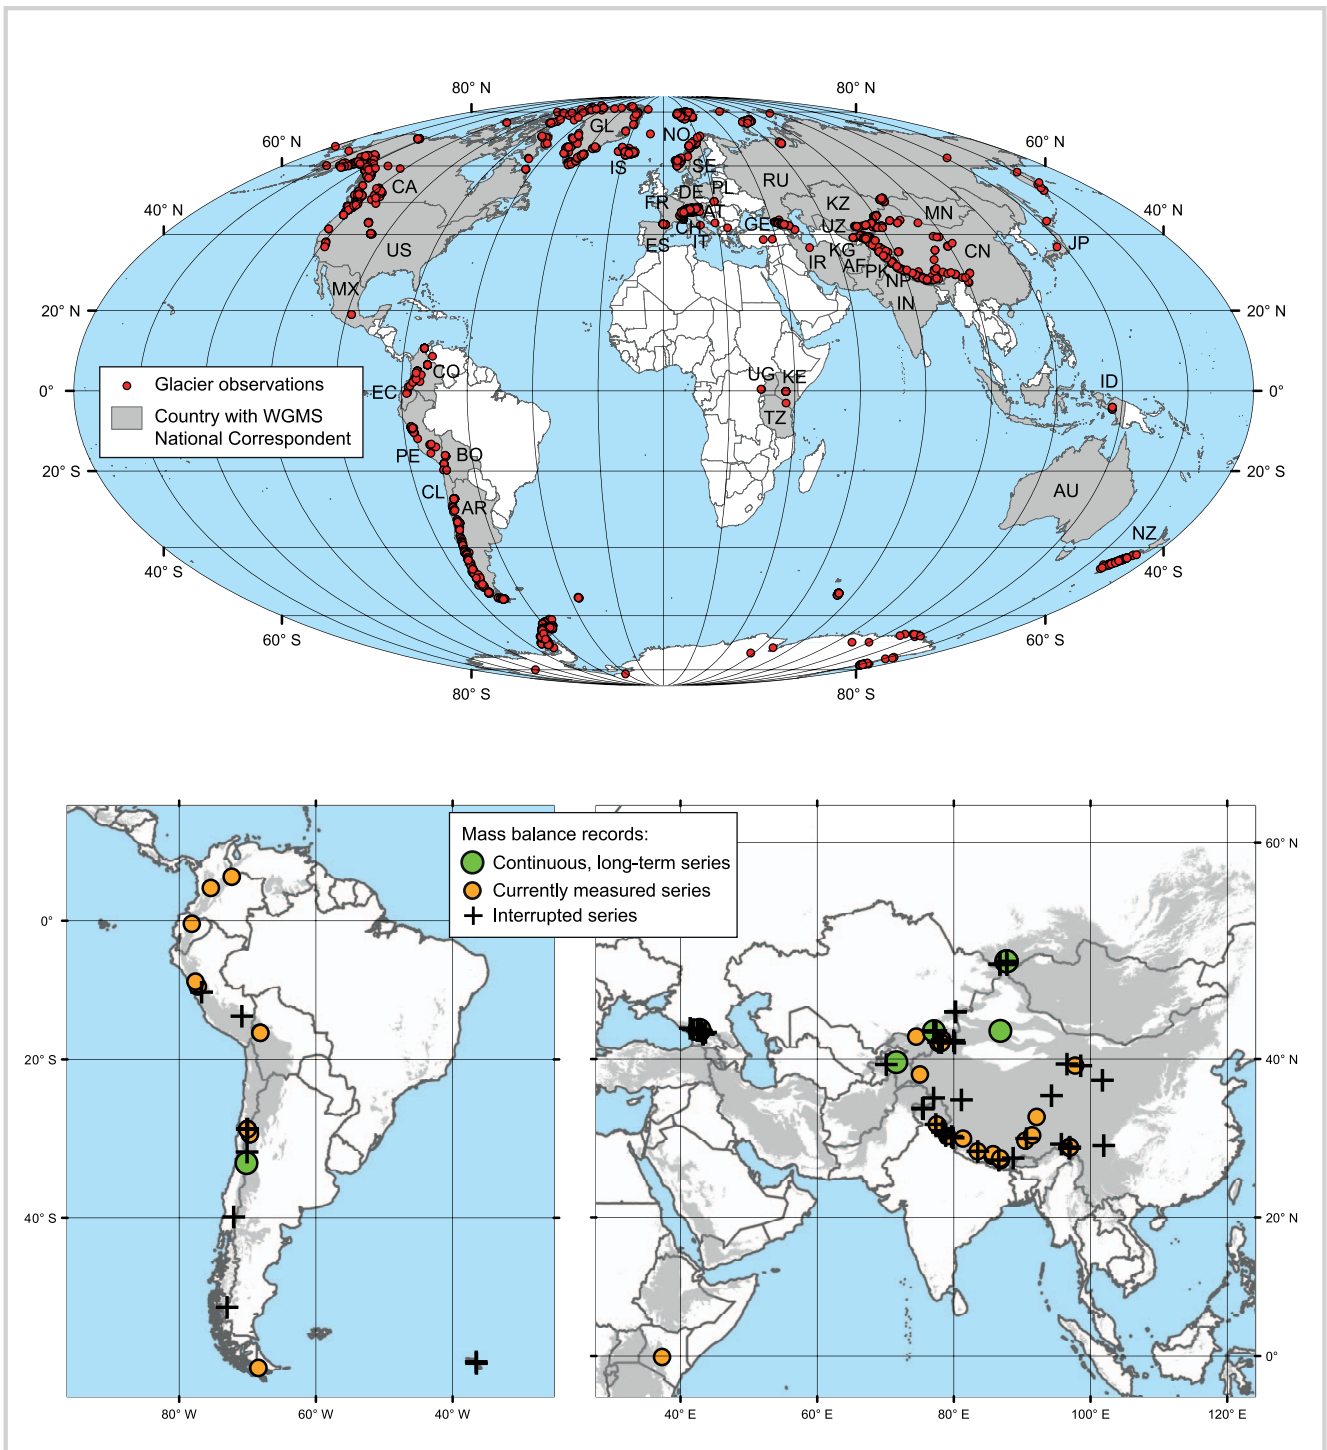 80° N
80° N
60° N
60° N
GL
NO
IS
SE
RU
CA
DE
PL
KZ
FR
AT
MN
40° N
40° N
GE
UZ
CH
US
ES
IT
KG
CN
JP
IR
AF
PK
MX
NP
IN
20° N
20° N
CO
UG
KE
ID
Glacier observations
EC
0°
0°
Country with WGMS
National Correspondent
TZ
PE
BO
20° S
20° S
CL
AR
AU
NZ
40° S
40° S
60° S
60° S
80° S
80° S
Mass balance records:
Continuous, long-term series
Currently measured series
Interrupted series
60° N
0°
20° S
40° N
40° S
20° N
0°
80° W
60° W
40° W
40° E
60° E
80° E
100° E
120° E